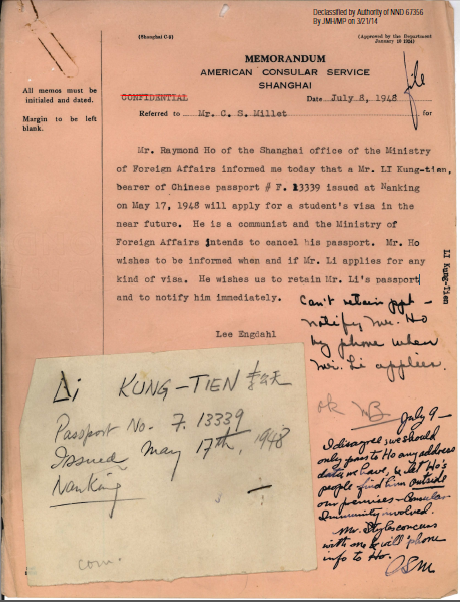 Declassified by Authority of NND 67356
By JMH/MP on 3/21/14
(Shanghai C-2)
(Approved by the Department
January 10 1924)
file
MEMORANDUM
AMERICAN CONSULAR SERVICE
SHANGHAI
All memos must be
initialed and dated.
Margin to be left
blank.
CONFIDENTIAL
Date July 8, 1948
Referred to Mr. C. S. Millet for
Mr. Raymond Ho of the Shanghai office of the Ministry
of Foreign Affairs informed me today that a Mr. LI Kung-tien,
bearer of Chinese passport # F. 13339 issued at Nanking
on May 17, 1948 will apply for a student's visa in the
near future. He is a communist and the Ministry of
Foreign Affairs intends to cancel his passport. Mr. Ho
wishes to be informed when and if Mr. Li applies for any
kind of visa. He wishes us to retain Mr. Li's passport
and to notify him immediately.
Lee Engdahl
LI Kung-Tien
Can't retain ppt -
notify Mr. Ho
by phone when
Mr. Li applies.
ok
July 9 -
I disagree; we should
only pass to Ho any address
data we have, & let Ho's
people find him outside
our premises - Consular
Immunity involved.
Mr. Styles concurs
with me & will 'phone
info to Ho.
CSM
Li KUNG-TIEN
Passport No. F. 13339
Issued May 17th, 1948
NanKing
com.